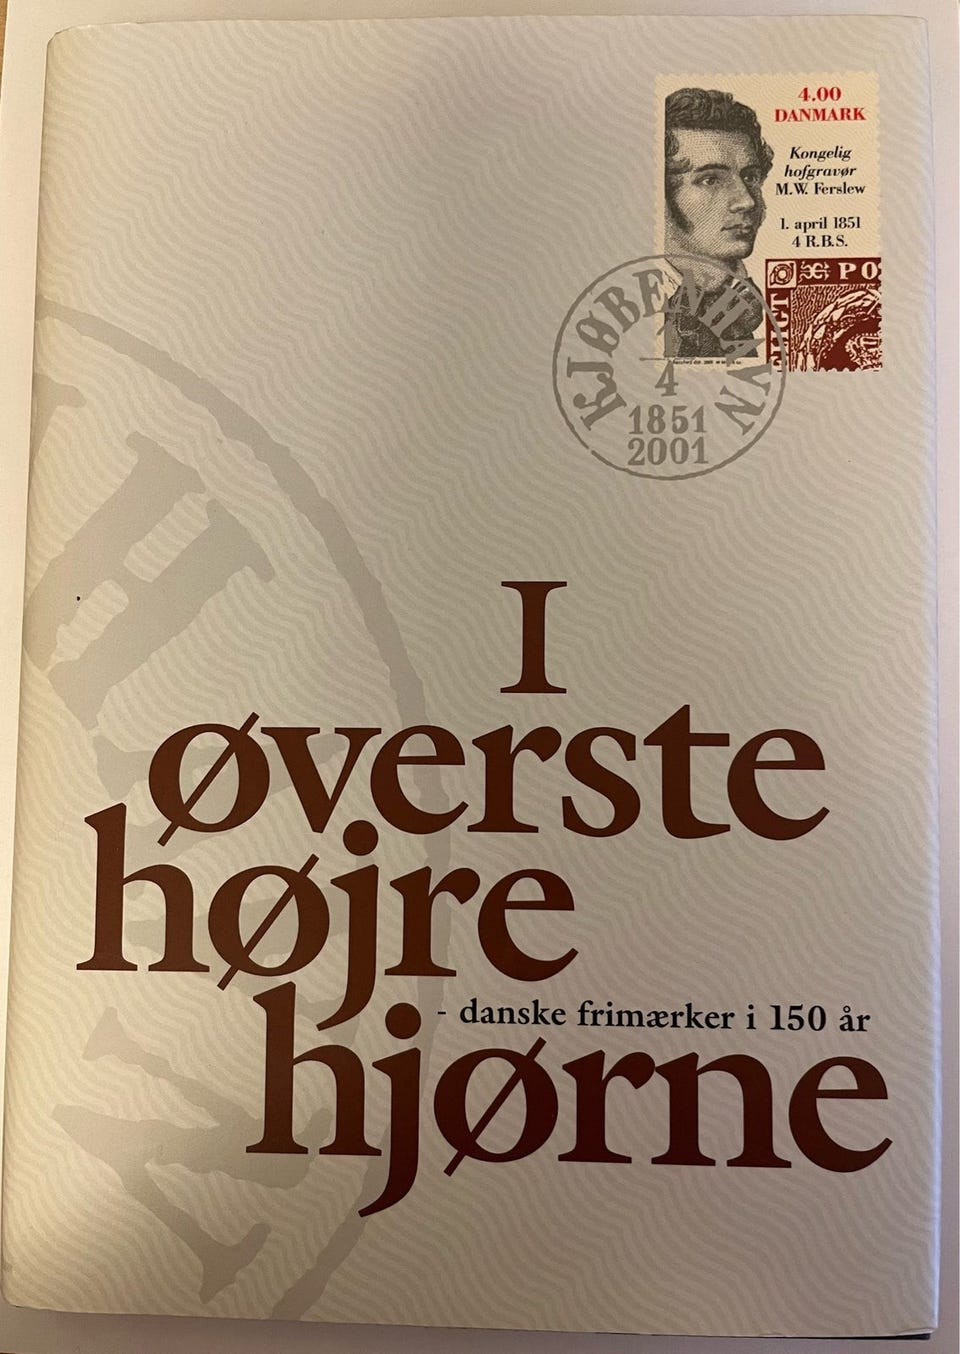 4.00
DANMARK
Kongelig
hofgravør
M.W. Ferslew
1. april 1851
4 R.B.S.
PO
KJØBENHAVN
4
1851
2001
I
øverste
højre
- danske frimærker i 150 år
hjørne